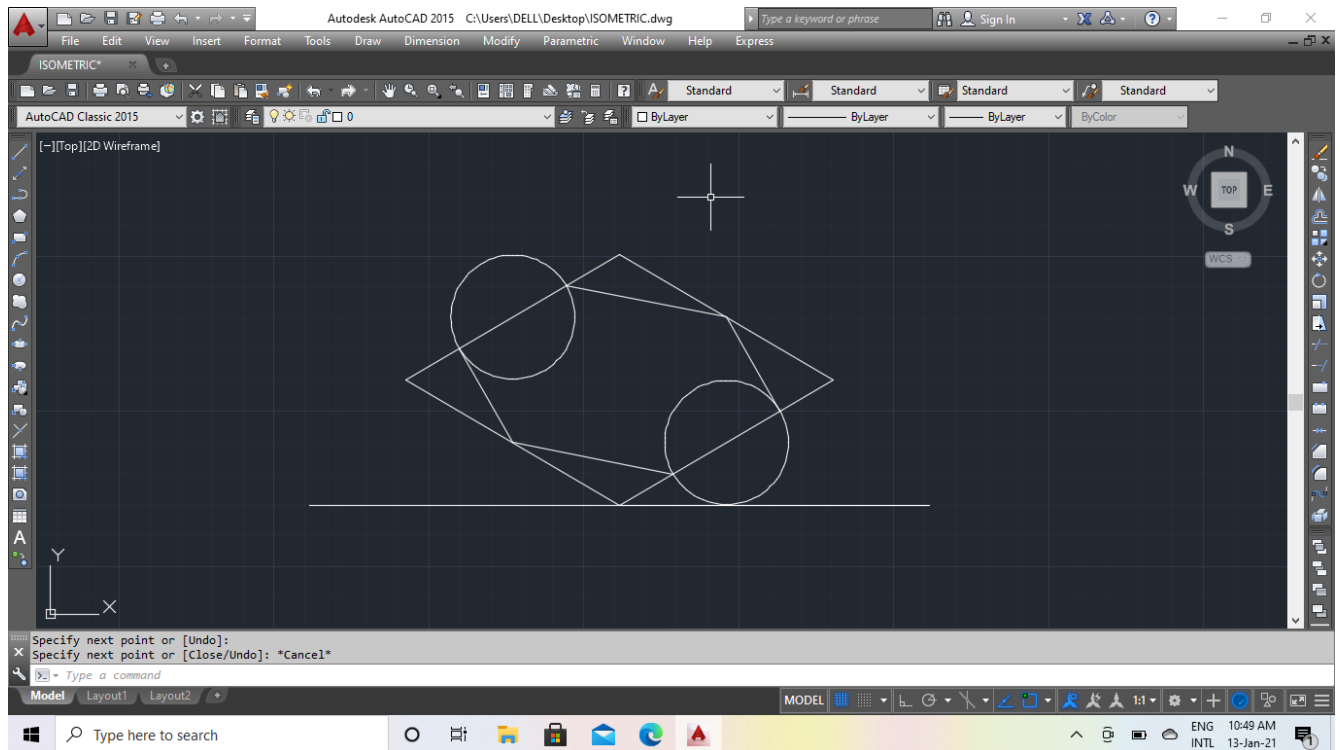 Autodesk AutoCAD 2015 C:\Users\DELL\Desktop\ISOMETRIC.dwg Type a keyword or phrase Sign In
File Edit View Insert Format Tools Draw Dimension Modify Parametric Window Help Express
ISOMETRIC*
Standard Standard Standard Standard
AutoCAD Classic 2015 0 ByLayer ByLayer ByLayer ByColor
[−][Top][2D Wireframe]
N
W TOP E
S
WCS
A
Y
X
Specify next point or [Undo]:
Specify next point or [Close/Undo]: *Cancel*
Type a command
Model Layout1 Layout2 + MODEL 1:1
Type here to search ENG 10:49 AM
INTL 13-Jan-21 1